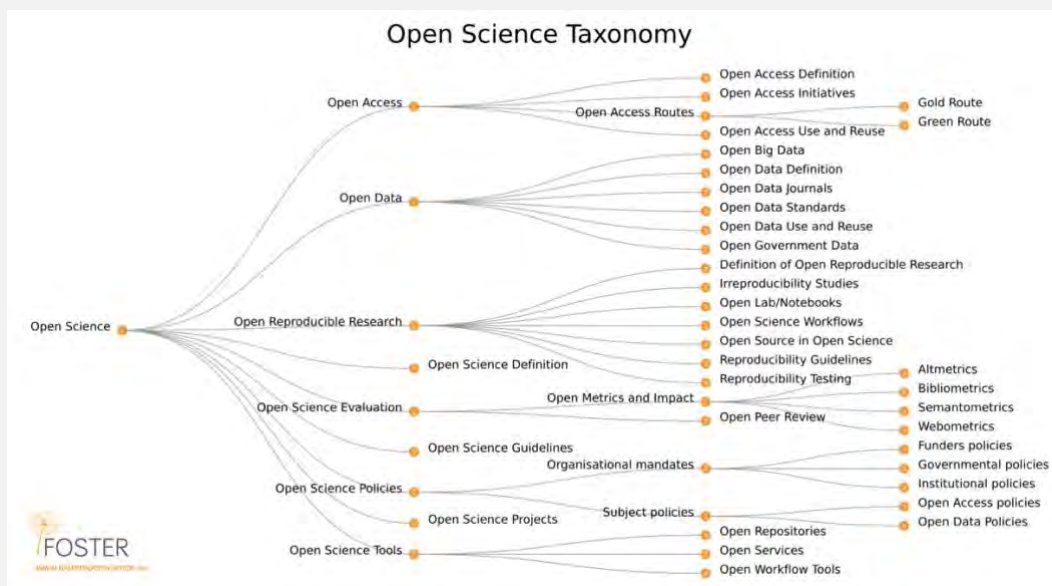 Open Science Taxonomy
Open Science
Open Access
Open Access Definition
Open Access Initiatives
Open Access Routes
Gold Route
Green Route
Open Access Use and Reuse
Open Data
Open Big Data
Open Data Definition
Open Data Journals
Open Data Standards
Open Data Use and Reuse
Open Government Data
Open Reproducible Research
Definition of Open Reproducible Research
Irreproducibility Studies
Open Lab/Notebooks
Open Science Workflows
Open Source in Open Science
Reproducibility Guidelines
Reproducibility Testing
Open Science Definition
Open Science Evaluation
Open Metrics and Impact
Altmetrics
Bibliometrics
Semantometrics
Webometrics
Open Peer Review
Open Science Guidelines
Open Science Policies
Organisational mandates
Funders policies
Governmental policies
Institutional policies
Subject policies
Open Access policies
Open Data Policies
Open Science Projects
Open Science Tools
Open Repositories
Open Services
Open Workflow Tools
FOSTER